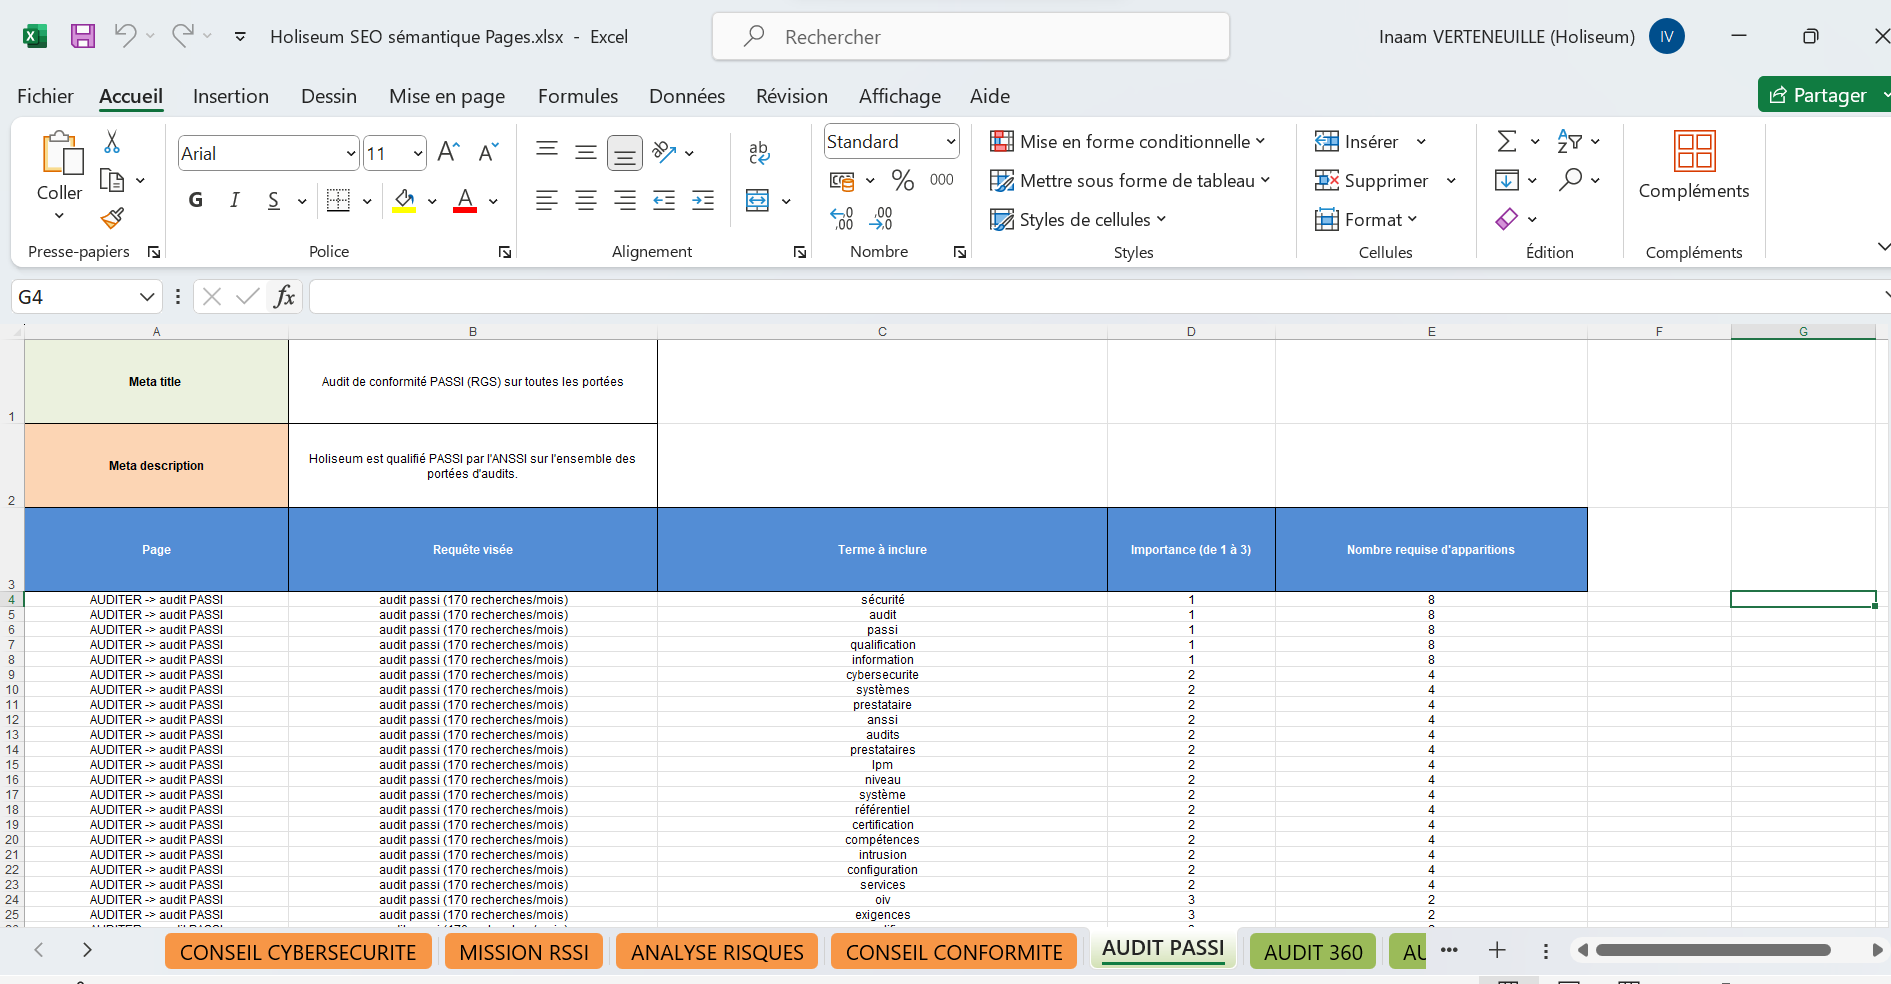 Holiseum SEO sémantique Pages.xlsx - Excel
Rechercher
Inaam VERTENEUILLE (Holiseum) IV
Fichier Accueil Insertion Dessin Mise en page Formules Données Révision Affichage Aide
Partager
Coller
Presse-papiers
Arial 11
G I S
Police
Alignement
Standard
% 000
Nombre
Mise en forme conditionnelle
Mettre sous forme de tableau
Styles de cellules
Styles
Insérer
Supprimer
Format
Cellules
Édition
Compléments
Compléments
G4
fx
A B C D E F G
1 Meta title Audit de conformité PASSI (RGS) sur toutes les portées
2 Meta description Holiseum est qualifié PASSI par l'ANSSI sur l'ensemble des
portées d'audits.
3 Page Requête visée Terme à inclure Importance (de 1 à 3) Nombre requise d'apparitions
4 AUDITER -> audit PASSI audit passi (170 recherches/mois) sécurité 1 8
5 AUDITER -> audit PASSI audit passi (170 recherches/mois) audit 1 8
6 AUDITER -> audit PASSI audit passi (170 recherches/mois) passi 1 8
7 AUDITER -> audit PASSI audit passi (170 recherches/mois) qualification 1 8
8 AUDITER -> audit PASSI audit passi (170 recherches/mois) information 1 8
9 AUDITER -> audit PASSI audit passi (170 recherches/mois) cybersecurite 2 4
10 AUDITER -> audit PASSI audit passi (170 recherches/mois) systèmes 2 4
11 AUDITER -> audit PASSI audit passi (170 recherches/mois) prestataire 2 4
12 AUDITER -> audit PASSI audit passi (170 recherches/mois) anssi 2 4
13 AUDITER -> audit PASSI audit passi (170 recherches/mois) audits 2 4
14 AUDITER -> audit PASSI audit passi (170 recherches/mois) prestataires 2 4
15 AUDITER -> audit PASSI audit passi (170 recherches/mois) lpm 2 4
16 AUDITER -> audit PASSI audit passi (170 recherches/mois) niveau 2 4
17 AUDITER -> audit PASSI audit passi (170 recherches/mois) système 2 4
18 AUDITER -> audit PASSI audit passi (170 recherches/mois) référentiel 2 4
19 AUDITER -> audit PASSI audit passi (170 recherches/mois) certification 2 4
20 AUDITER -> audit PASSI audit passi (170 recherches/mois) compétences 2 4
21 AUDITER -> audit PASSI audit passi (170 recherches/mois) intrusion 2 4
22 AUDITER -> audit PASSI audit passi (170 recherches/mois) configuration 2 4
23 AUDITER -> audit PASSI audit passi (170 recherches/mois) services 2 4
24 AUDITER -> audit PASSI audit passi (170 recherches/mois) oiv 3 2
25 AUDITER -> audit PASSI audit passi (170 recherches/mois) exigences 3 2
CONSEIL CYBERSECURITE MISSION RSSI ANALYSE RISQUES CONSEIL CONFORMITE AUDIT PASSI AUDIT 360 AU